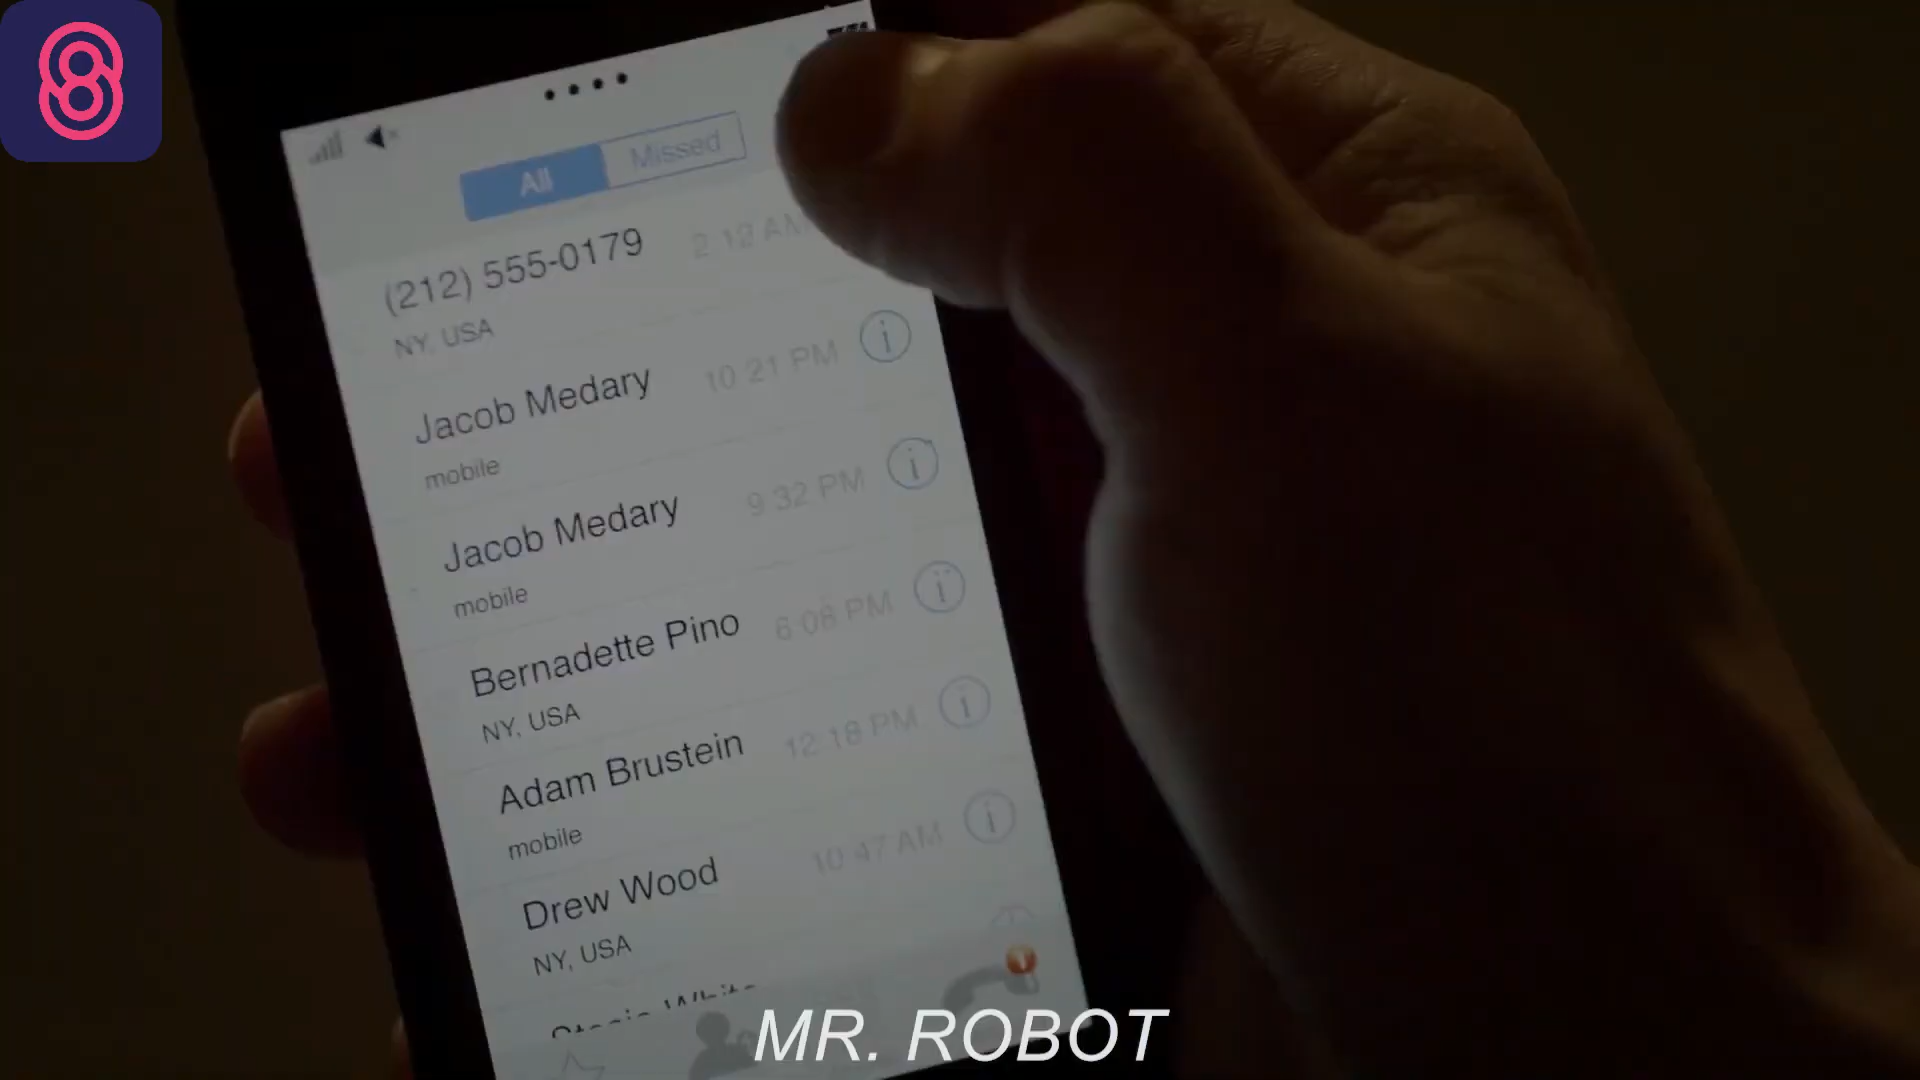 All Missed
(212) 555-0179 2 12 AM
NY, USA
Jacob Medary 10 21 PM
mobile
Jacob Medary 9 32 PM
mobile
Bernadette Pino 6 08 PM
NY, USA
Adam Brustein 12 18 PM
mobile
Drew Wood 10 47 AM
NY, USA
MR. ROBOT